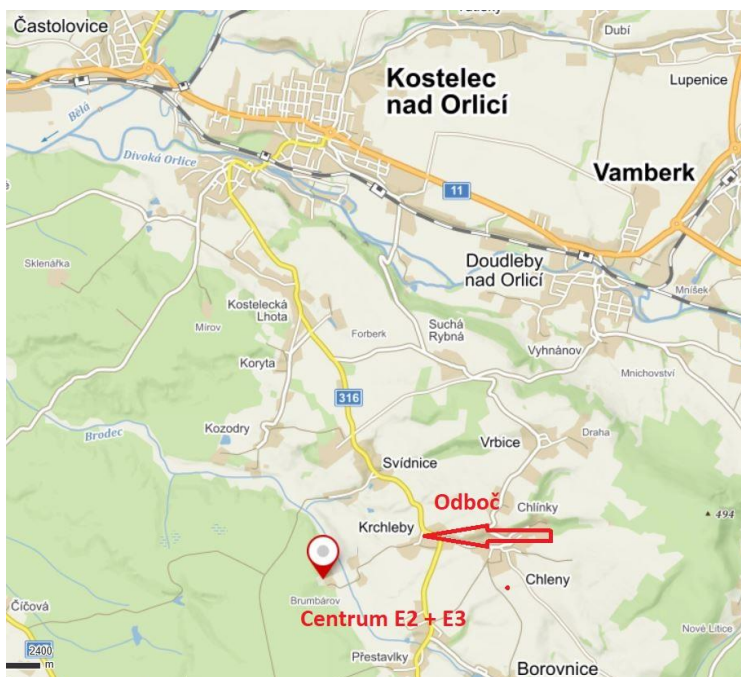 Častolovice
Dubí
Lupenice
Kostelec
nad Orlicí
Bělá
Divoká Orlice
Vamberk
11
Sklenářka
Doudleby
nad Orlicí
Mníšek
Kostelecká
Lhota
Mírov
Forberk
Suchá
Rybná
Koryta
Vyhnánov
Mnichovství
316
Brodec
Kozodry
Vrbice
Draha
Svídnice
Odboč
Chlínky
494
Krchleby
Chleny
Číčová
Brumbárov
Centrum E2 + E3
Nové Litice
2400
m
Přestavlky
Borovnice